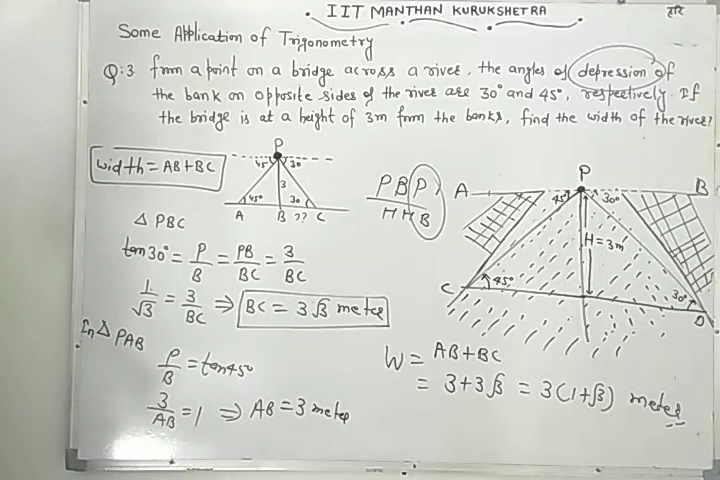 IIT MANTHAN KURUKSHETRA
हरि
Some Application of Trigonometry
Q:3 from a point on a bridge across a river, the angles of depression of
the bank on opposite sides of the river are 30° and 45°, respectively. If
the bridge is at a height of 3m from the banks, find the width of the river?
width = AB + BC
P
45° 30
3
45° 30
A B ?? C
P B P,
H H B
A P B
45° 30°
H = 3m
45° 30°
C D
Δ PBC
tan 30° = P/B = PB/BC = 3/BC
1/√3 = 3/BC ⇒ BC = 3√3 meter
In Δ PAB
P/B = tan45°
3/AB = 1 ⇒ AB = 3 meter
W = AB + BC
= 3 + 3√3 = 3(1+√3) meter